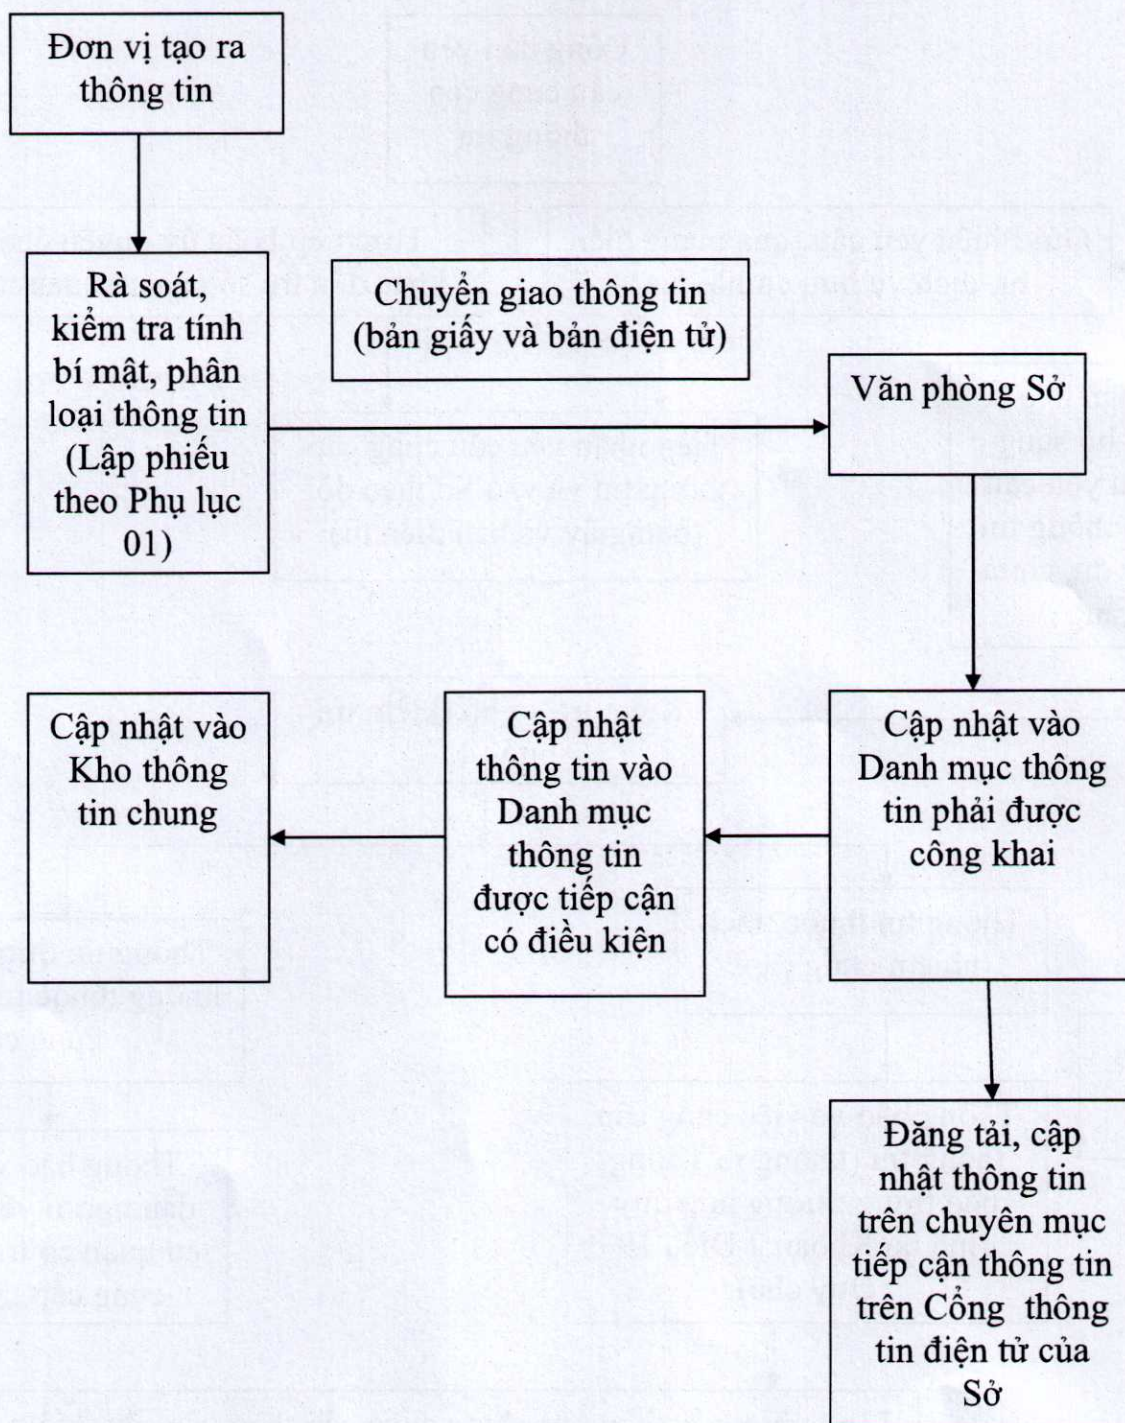 Đơn vị tạo ra
thông tin
Rà soát,
kiểm tra tính
bí mật, phân
loại thông tin
(Lập phiếu
theo Phụ lục
01)
Chuyển giao thông tin
(bản giấy và bản điện tử)
Văn phòng Sở
Cập nhật vào
Kho thông
tin chung
Cập nhật
thông tin vào
Danh mục
thông tin
được tiếp cận
có điều kiện
Cập nhật vào
Danh mục thông
tin phải được
công khai
Đăng tải, cập
nhật thông tin
trên chuyên mục
tiếp cận thông tin
trên Cổng thông
tin điện tử của
Sở